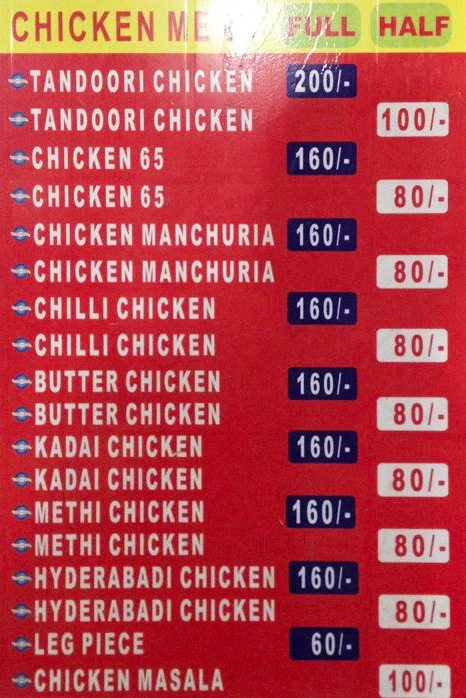 CHICKEN ME FULL HALF
TANDOORI CHICKEN 200/-
TANDOORI CHICKEN 100/-
CHICKEN 65 160/-
CHICKEN 65 80/-
CHICKEN MANCHURIA 160/-
CHICKEN MANCHURIA 80/-
CHILLI CHICKEN 160/-
CHILLI CHICKEN 80/-
BUTTER CHICKEN 160/-
BUTTER CHICKEN 80/-
KADAI CHICKEN 160/-
KADAI CHICKEN 80/-
METHI CHICKEN 160/-
METHI CHICKEN 80/-
HYDERABADI CHICKEN 160/-
HYDERABADI CHICKEN 80/-
LEG PIECE 60/-
CHICKEN MASALA 100/-